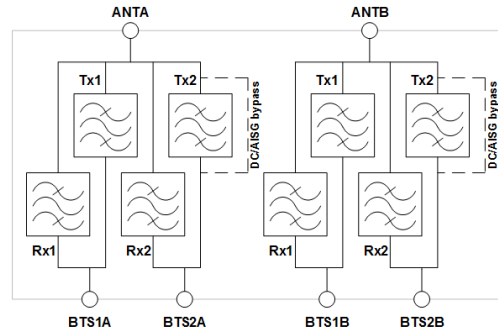 ANTA
ANTB
Tx1
Tx2
DC/AISG bypass
Tx1
Tx2
DC/AISG bypass
Rx1
Rx2
Rx1
Rx2
BTS1A
BTS2A
BTS1B
BTS2B